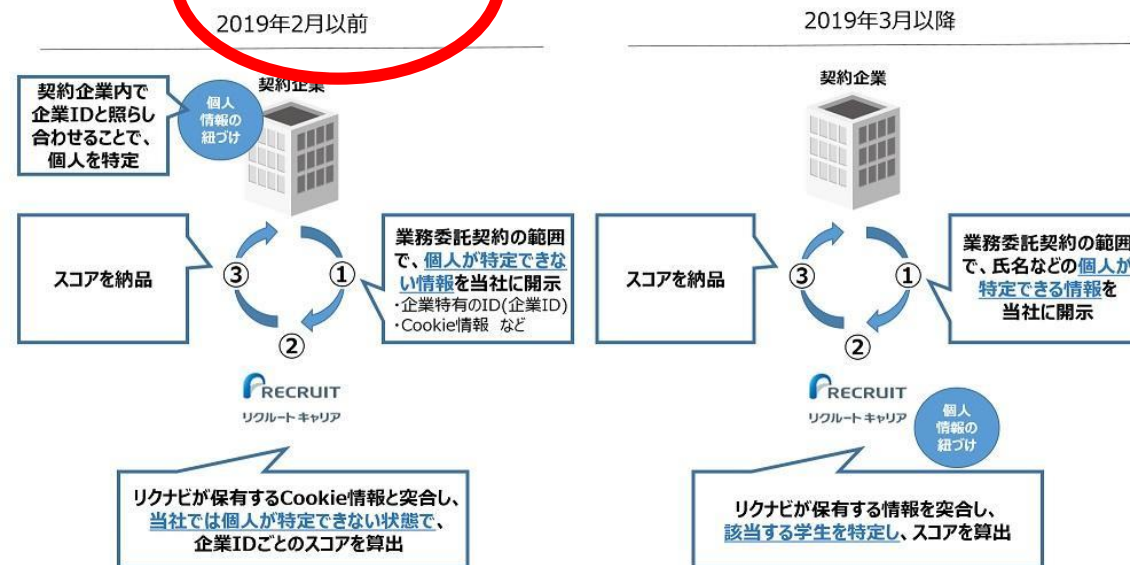 2019年2月以前
契約企業内で
企業IDと照らし
合わせることで、
個人を特定
個人
情報の
紐づけ
契約企業
スコアを納品
③
①
②
業務委託契約の範囲
で、個人が特定できな
い情報を当社に開示
・企業特有のID(企業ID)
・Cookie情報 など
RECRUIT
リクルート キャリア
リクナビが保有するCookie情報と突合し、
当社では個人が特定できない状態で、
企業IDごとのスコアを算出
2019年3月以降
契約企業
スコアを納品
③
①
②
業務委託契約の範囲
で、氏名などの個人が
特定できる情報を
当社に開示
RECRUIT
リクルート キャリア
個人
情報の
紐づけ
リクナビが保有する情報を突合し、
該当する学生を特定し、スコアを算出